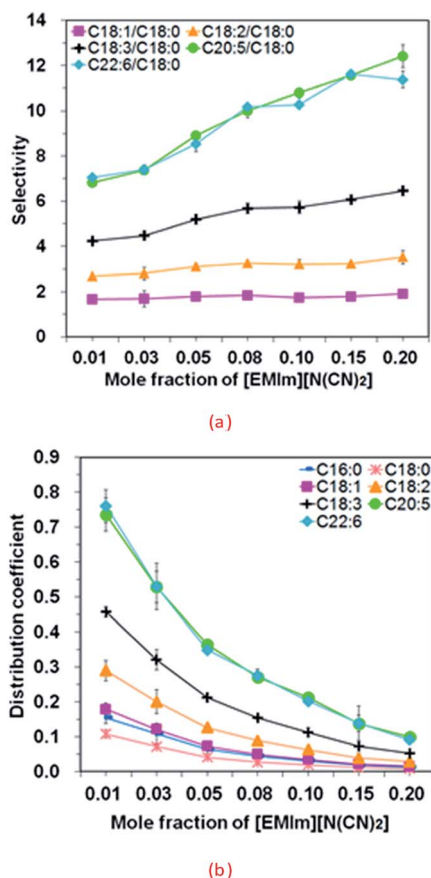 C18:1/C18:0 C18:2/C18:0
C18:3/C18:0 C20:5/C18:0
C22:6/C18:0
14
12
10
8
6
4
2
0
Selectivity
0.01 0.03 0.05 0.08 0.10 0.15 0.20
Mole fraction of [EMIm][N(CN)₂]
(a)
C16:0 C18:0
C18:1 C18:2
C18:3 C20:5
C22:6
0.9
0.8
0.7
0.6
0.5
0.4
0.3
0.2
0.1
0.0
Distribution coefficient
0.01 0.03 0.05 0.08 0.10 0.15 0.20
Mole fraction of [EMIm][N(CN)₂]
(b)